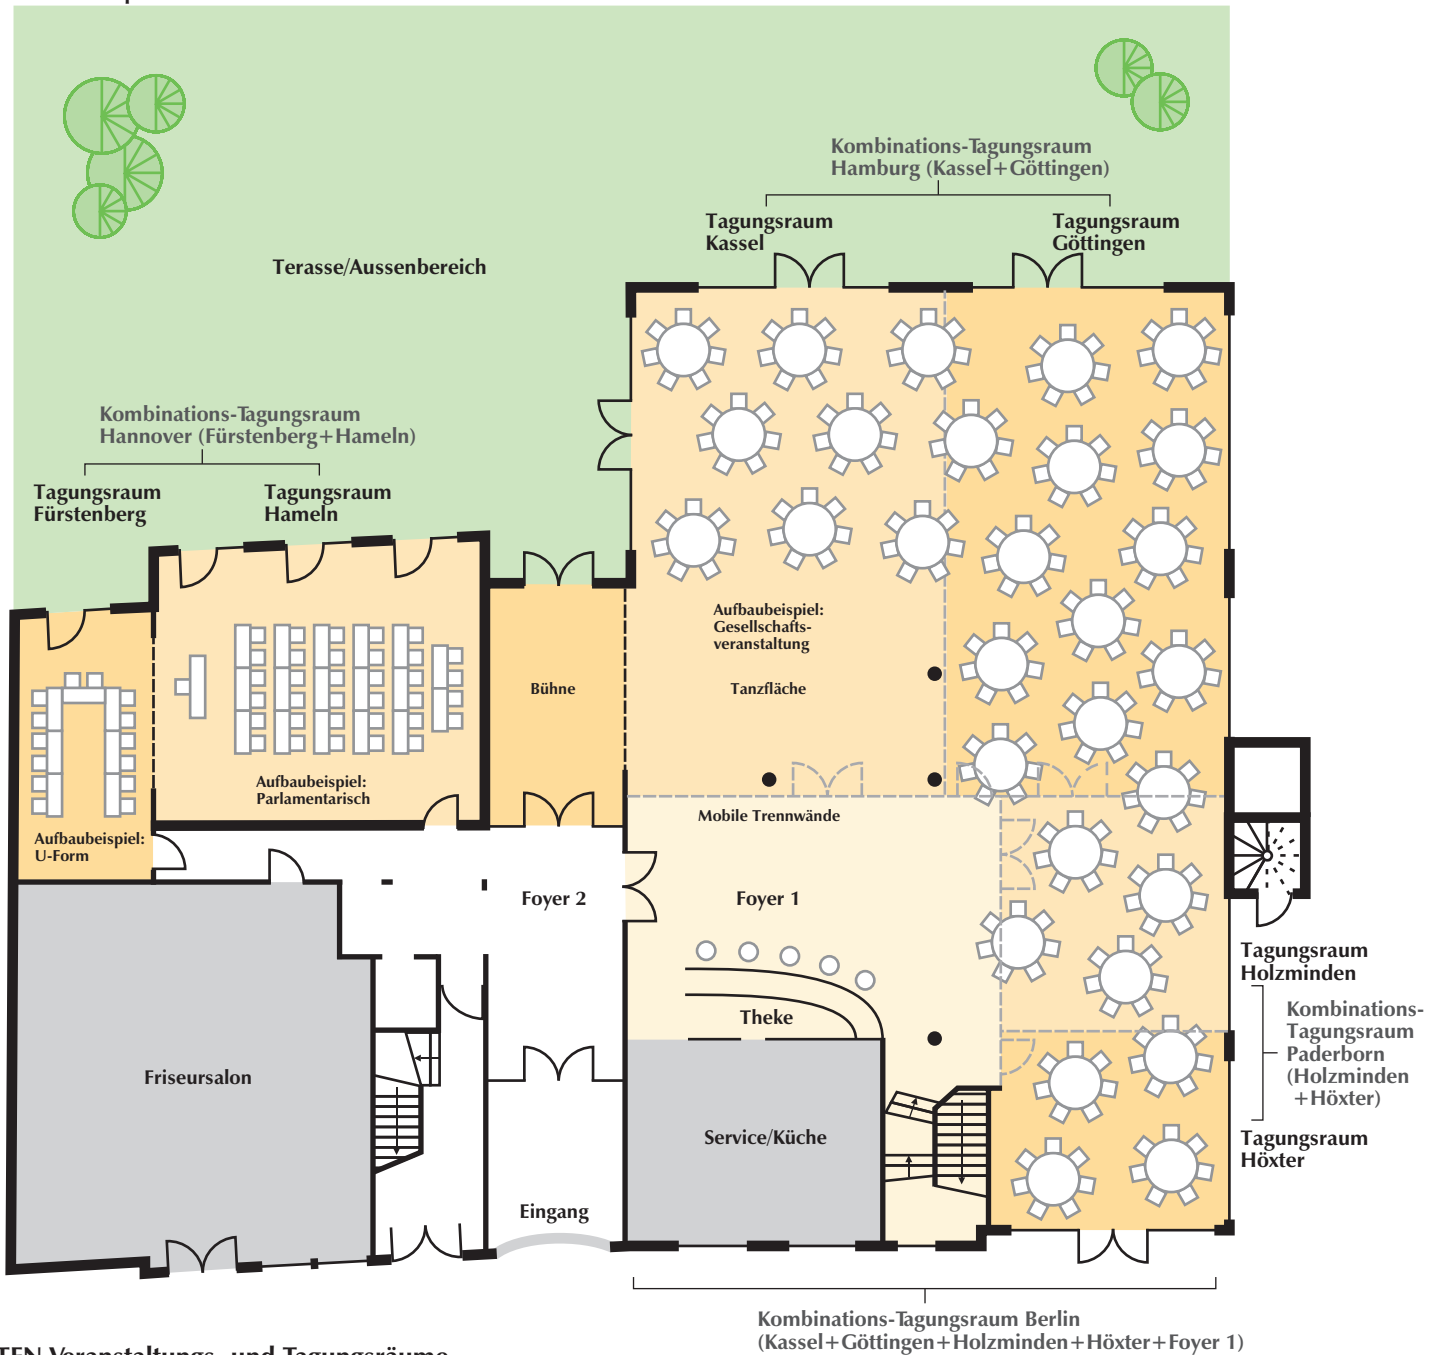 Kombinations-Tagungsraum
Hamburg (Kassel+Göttingen)
Tagungsraum
Kassel
Tagungsraum
Göttingen
Terasse/Aussenbereich
Kombinations-Tagungsraum
Hannover (Fürstenberg+Hameln)
Tagungsraum
Fürstenberg
Tagungsraum
Hameln
Aufbaubeispiel:
Gesellschafts-
veranstaltung
Bühne
Tanzfläche
Aufbaubeispiel:
Parlamentarisch
Mobile Trennwände
Aufbaubeispiel:
U-Form
Foyer 2
Foyer 1
Tagungsraum
Holzminden
Kombinations-
Tagungsraum
Paderborn
(Holzminden
+Höxter)
Theke
Friseursalon
Service/Küche
Tagungsraum
Höxter
Eingang
Kombinations-Tagungsraum Berlin
(Kassel+Göttingen+Holzminden+Höxter+Foyer 1)
Veranstaltungs- und Tagungsräume